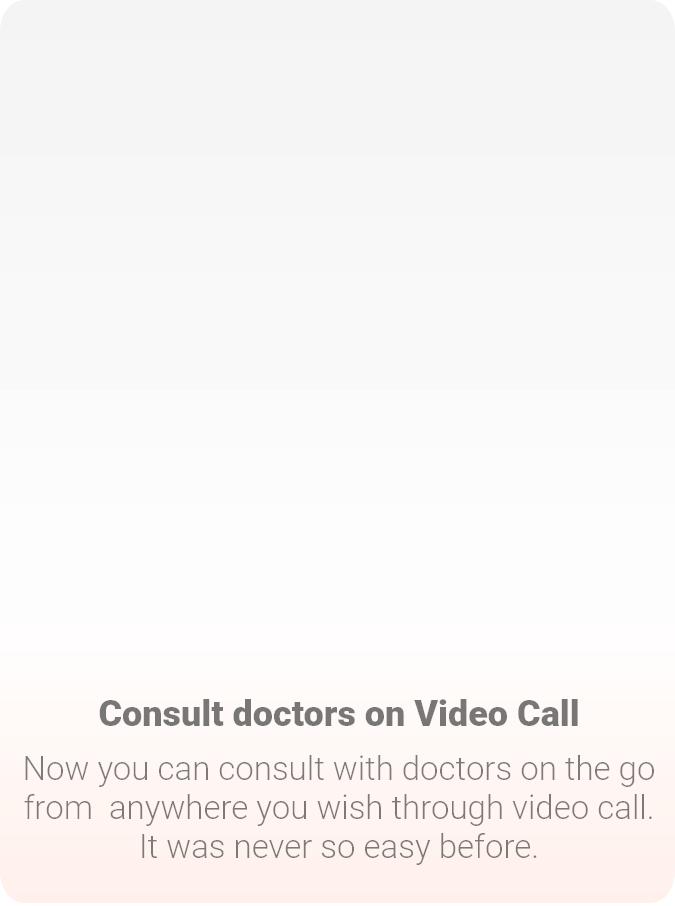 Consult doctors on Video Call
Now you can consult with doctors on the go
from  anywhere you wish through video call.
It was never so easy before.